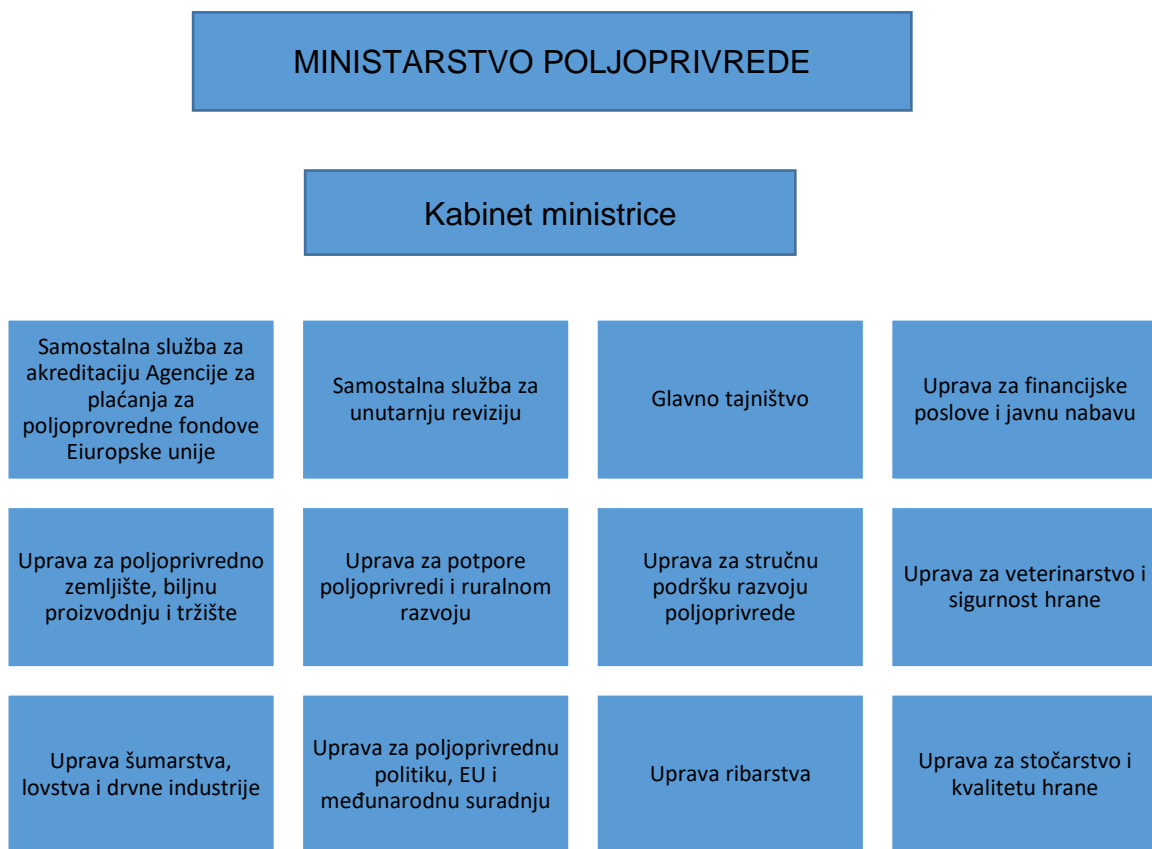 MINISTARSTVO POLJOPRIVREDE
Kabinet ministrice
Samostalna služba za
akreditaciju Agencije za
plaćanja za
poljoprovredne fondove
Eiuropske unije
Samostalna služba za
unutarnju reviziju
Glavno tajništvo
Uprava za financijske
poslove i javnu nabavu
Uprava za poljoprivredno
zemljište, biljnu
proizvodnju i tržište
Uprava za potpore
poljoprivredi i ruralnom
razvoju
Uprava za stručnu
podršku razvoju
poljoprivrede
Uprava za veterinarstvo i
sigurnost hrane
Uprava šumarstva,
lovstva i drvne industrije
Uprava za poljoprivrednu
politiku, EU i
međunarodnu suradnju
Uprava ribarstva
Uprava za stočarstvo i
kvalitetu hrane